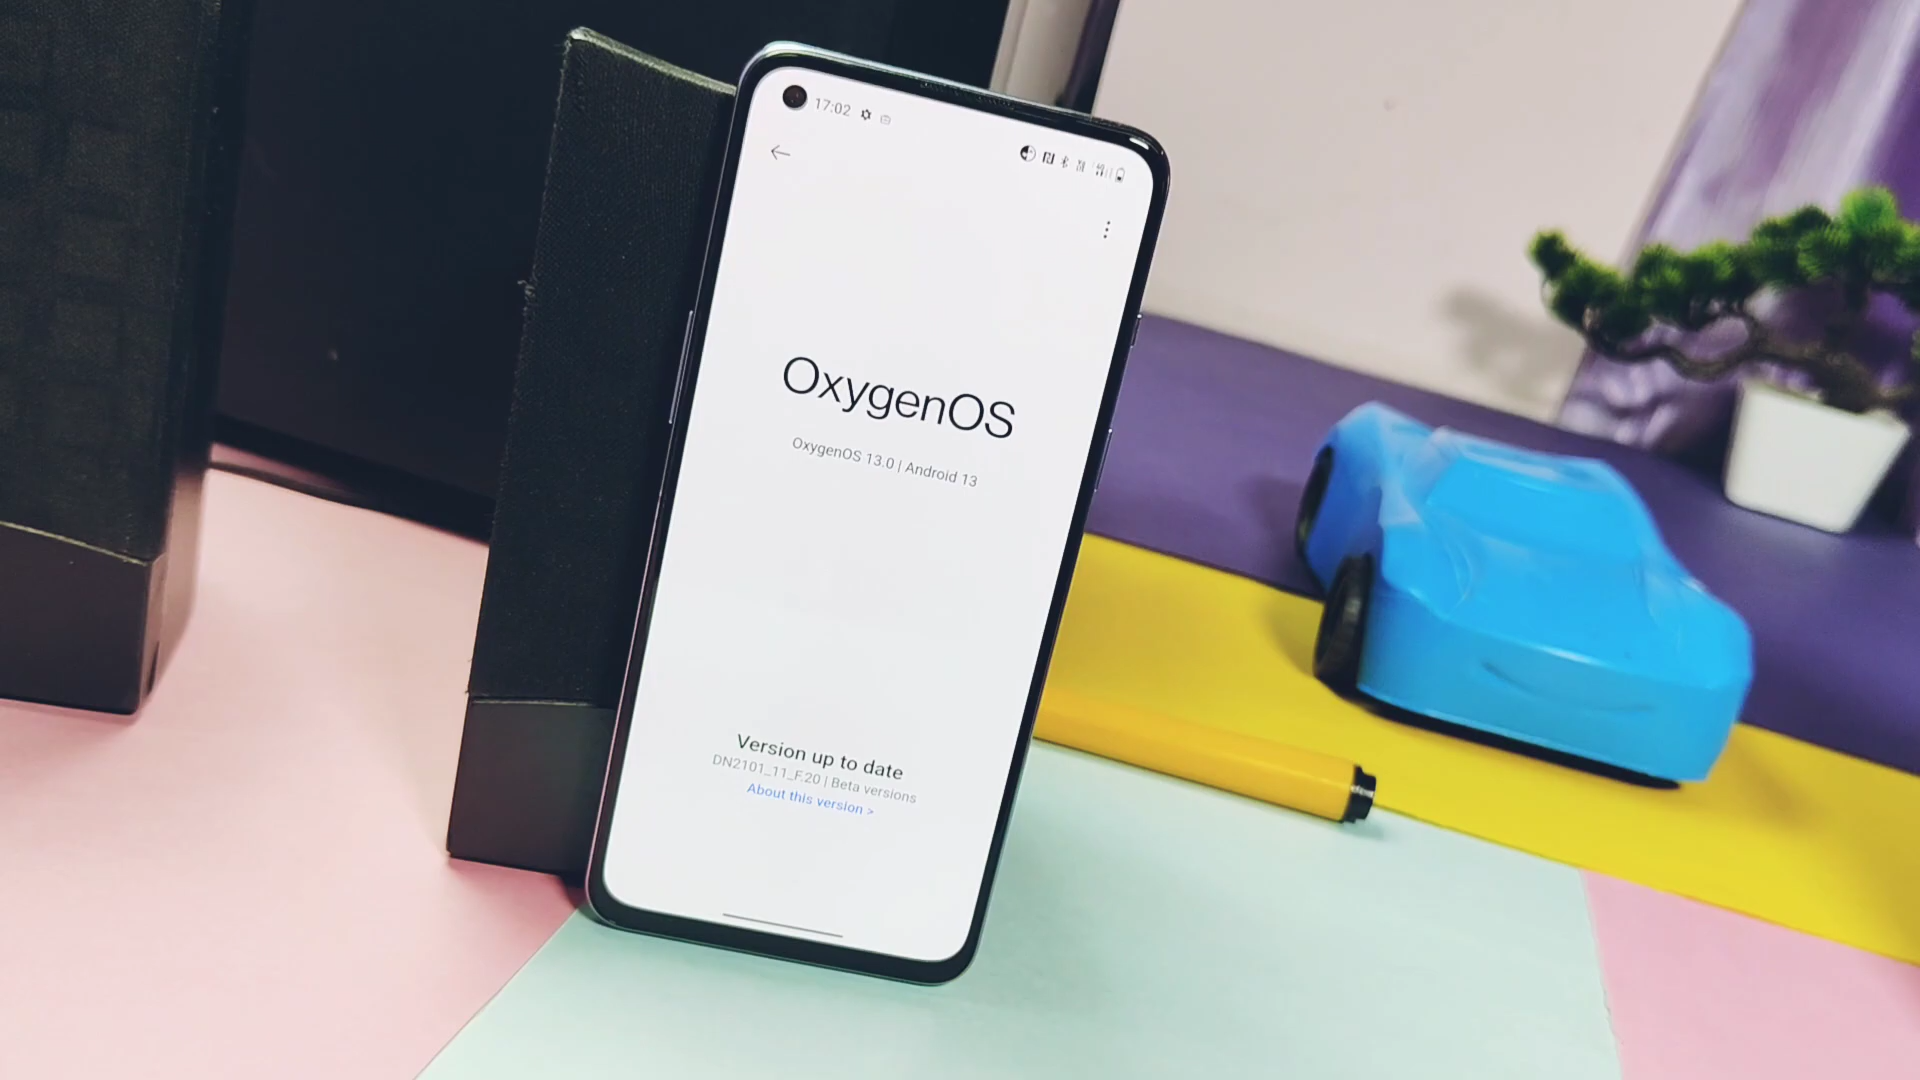 17:02
OxygenOS
OxygenOS 13.0 | Android 13
Version up to date
DN2101_11_F.20 | Beta versions
About this version >